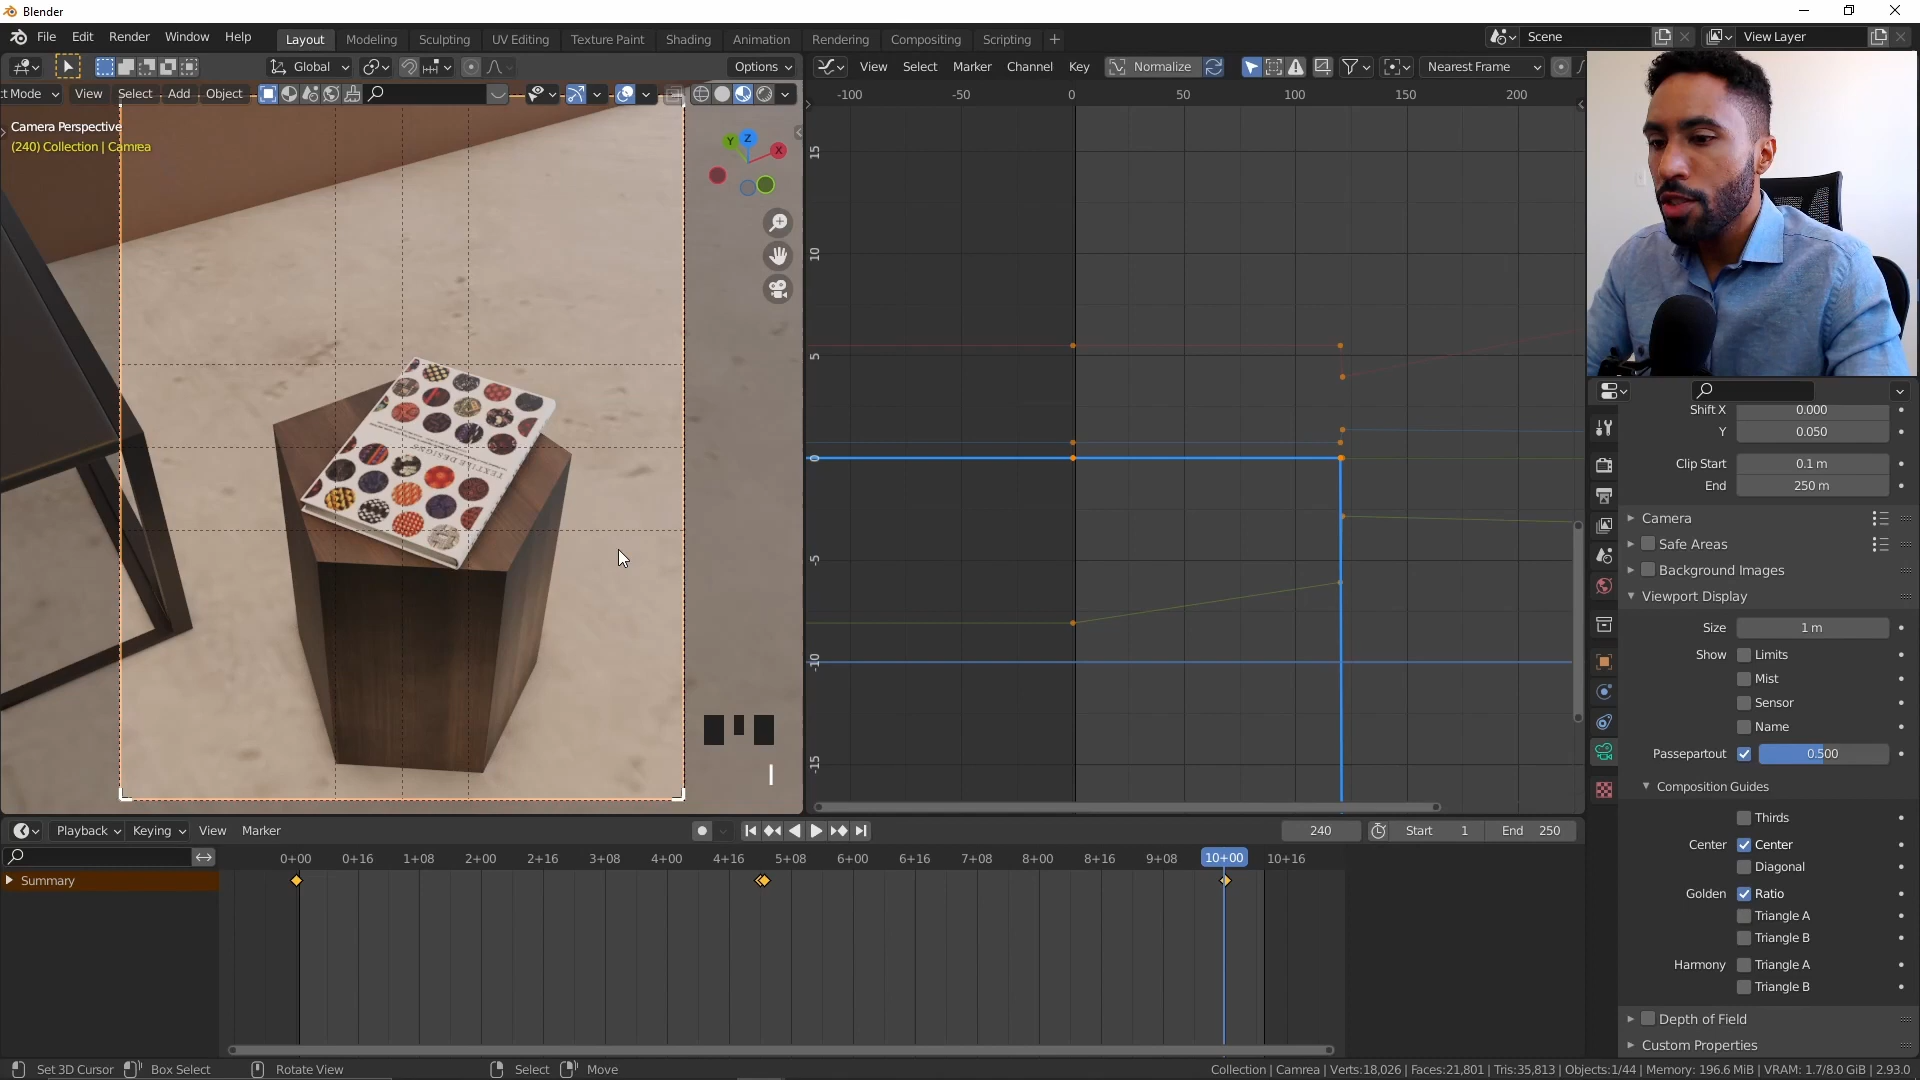 Blender
File Edit Render Window Help Layout Modeling Sculpting UV Editing Texture Paint Shading Animation Rendering Compositing Scripting Scene View Layer
Global Options View Select Marker Channel Key Normalize Nearest Frame
t Mode View Select Add Object
-100 -50 0 50 100 150 200
Camera Perspective
(240) Collection | Camrea
Y Z X
15
10
5
0
-5
-10
-15
TEXTILE DESIGNS
Shift X 0.000
Y 0.050
Clip Start 0.1 m
End 250 m
Camera
Safe Areas
Background Images
Viewport Display
Size 1 m
Show Limits
Mist
Sensor
Name
Passepartout 0.500
Composition Guides
Thirds
Center Center
Diagonal
Golden Ratio
Triangle A
Triangle B
Harmony Triangle A
Triangle B
Depth of Field
Custom Properties
I
Playback Keying View Marker 240 Start 1 End 250
0+00 0+16 1+08 2+00 2+16 3+08 4+00 4+16 5+08 6+00 6+16 7+08 8+00 8+16 9+08 10+00 10+16
Summary
Set 3D Cursor Box Select Rotate View Select Move Collection | Camrea | Verts:18,026 | Faces:21,801 | Tris:35,813 | Objects:1/44 | Memory: 196.6 MiB | VRAM: 1.7/8.0 GiB | 2.93.0